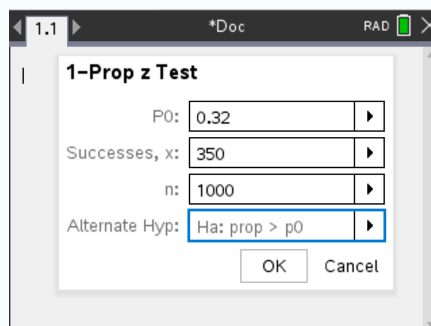 1.1 *Doc RAD
1–Prop z Test
P0: 0.32
Successes, x: 350
n: 1000
Alternate Hyp: Ha: prop > p0
OK Cancel